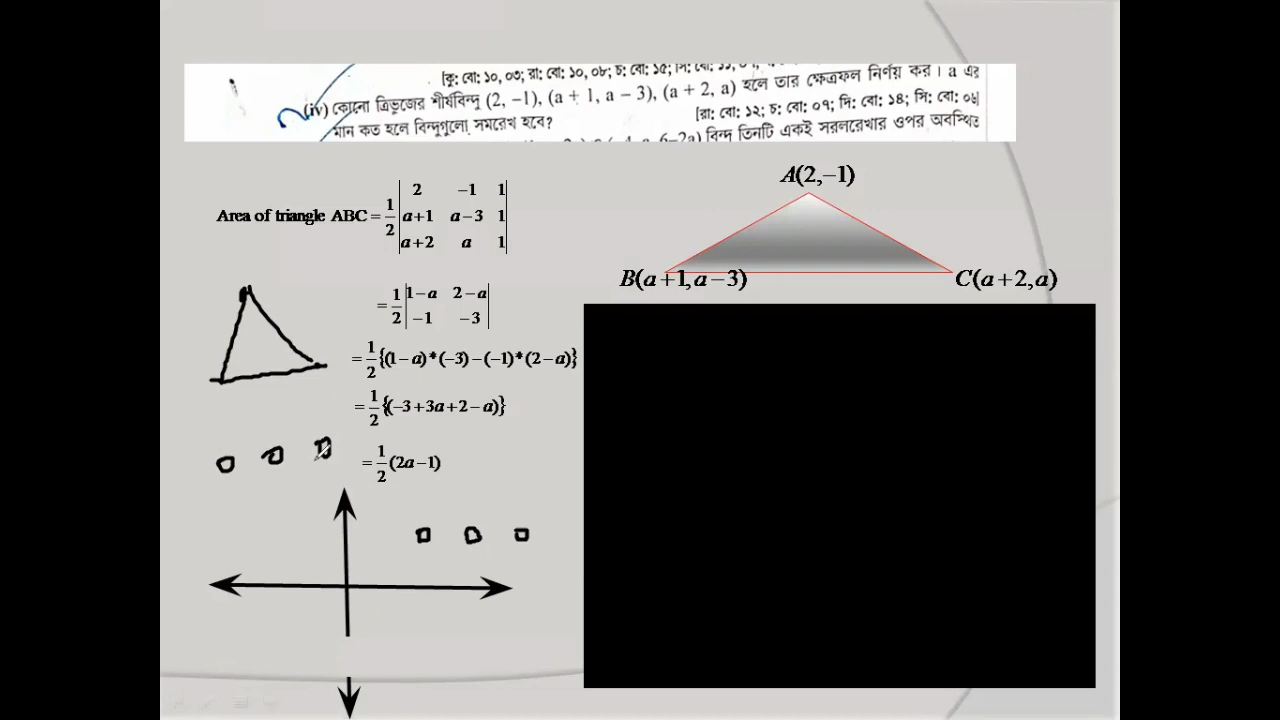 [কু: বো: ১০, ০৩; রা: বো: ১০, ০৮; চ: বো: ১৫; সি: বো:
(iv) কোনো ত্রিভুজের শীর্ষবিন্দু (2, −1), (a + 1, a − 3), (a + 2, a) হলে তার ক্ষেত্রফল নির্ণয় কর। a এর
মান কত হলে বিন্দুগুলো সমরেখ হবে? [রা: বো: ১২; চ: বো: ০৭; দি: বো: ১৪; সি: বো: ০৬]
6−2a) বিন্দু তিনটি একই সরলরেখার ওপর অবস্থিত
A(2,−1)
B(a+1,a−3) C(a+2,a)
Area of triangle ABC = 1/2 |2 −1 1|
|a+1 a−3 1|
|a+2 a 1|
= 1/2 |1−a 2−a|
|−1 −3|
= 1/2 {(1−a)*(−3)−(−1)*(2−a)}
= 1/2 {(−3+3a+2−a)}
= 1/2 (2a−1)